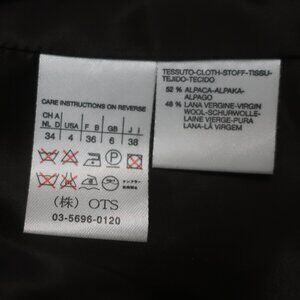 CARE INSTRUCTIONS ON REVERSE
CH A USA F B GB J I
NL D
34 4 36 6 38
(株) OTS
03-5696-0120
TESSUTO-CLOTH-STOFF-TISSU-
TEJIDO-TECIDO
52 % ALPACA-ALPAKA-
ALPAGO
48 % LANA VERGINE-VIRGIN
WOOL-SCHURWOLLE-
LAINE VIERGE-PURA
LANA-LÃ VIRGEM